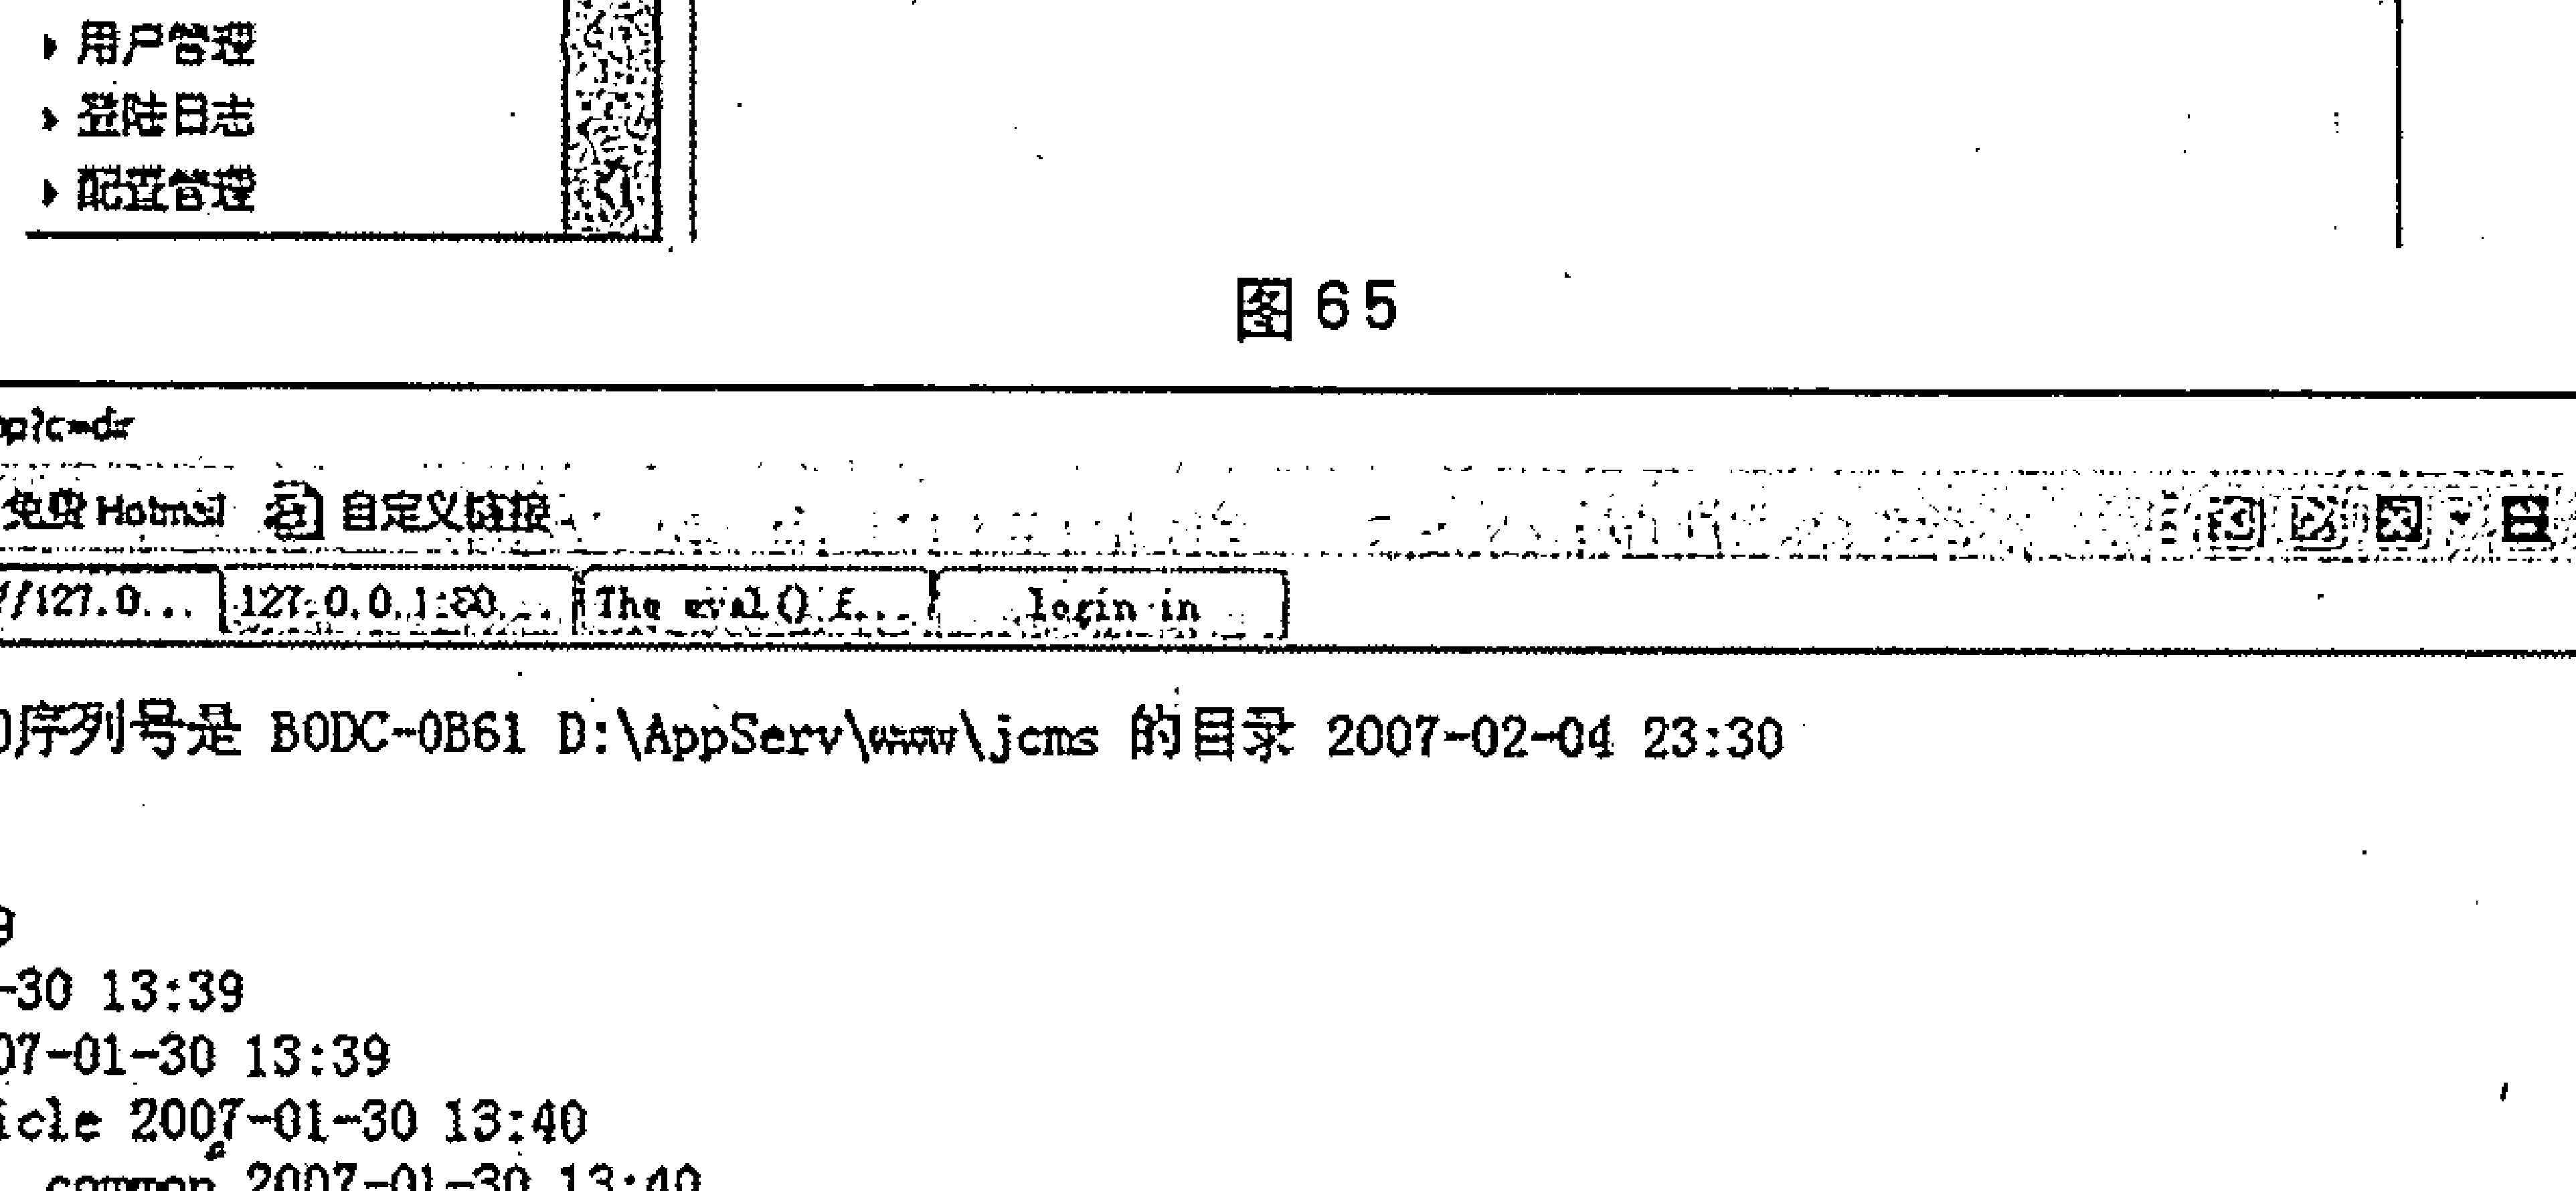 用户管理
登陆日志
配置管理
图 65
p?c=dir
免费 Hotmail 自定义链接
//127.0... 127.0.0.1:80... The eval() f... login in
序列号是 B0DC-0B61 D:\AppServ\www\jcms 的目录 2007-02-04 23:30
9
-30 13:39
07-01-30 13:39
icle 2007-01-30 13:40
common 2007-01-30 13:40